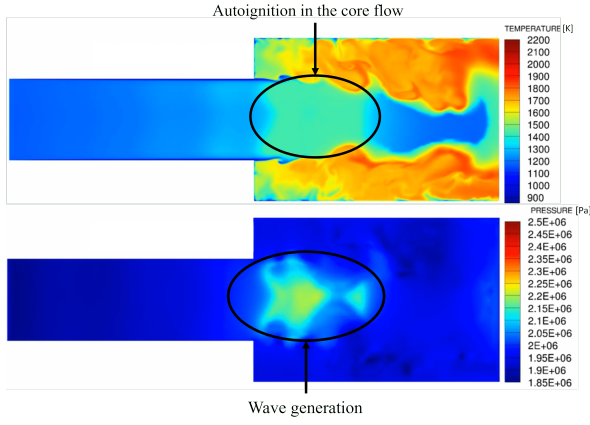 Autoignition in the core flow
TEMPERATURE [K]
2200
2100
2000
1900
1800
1700
1600
1500
1400
1300
1200
1100
1000
900
PRESSURE [Pa]
2.5E+06
2.45E+06
2.4E+06
2.35E+06
2.3E+06
2.25E+06
2.2E+06
2.15E+06
2.1E+06
2.05E+06
2E+06
1.95E+06
1.9E+06
1.85E+06
Wave generation